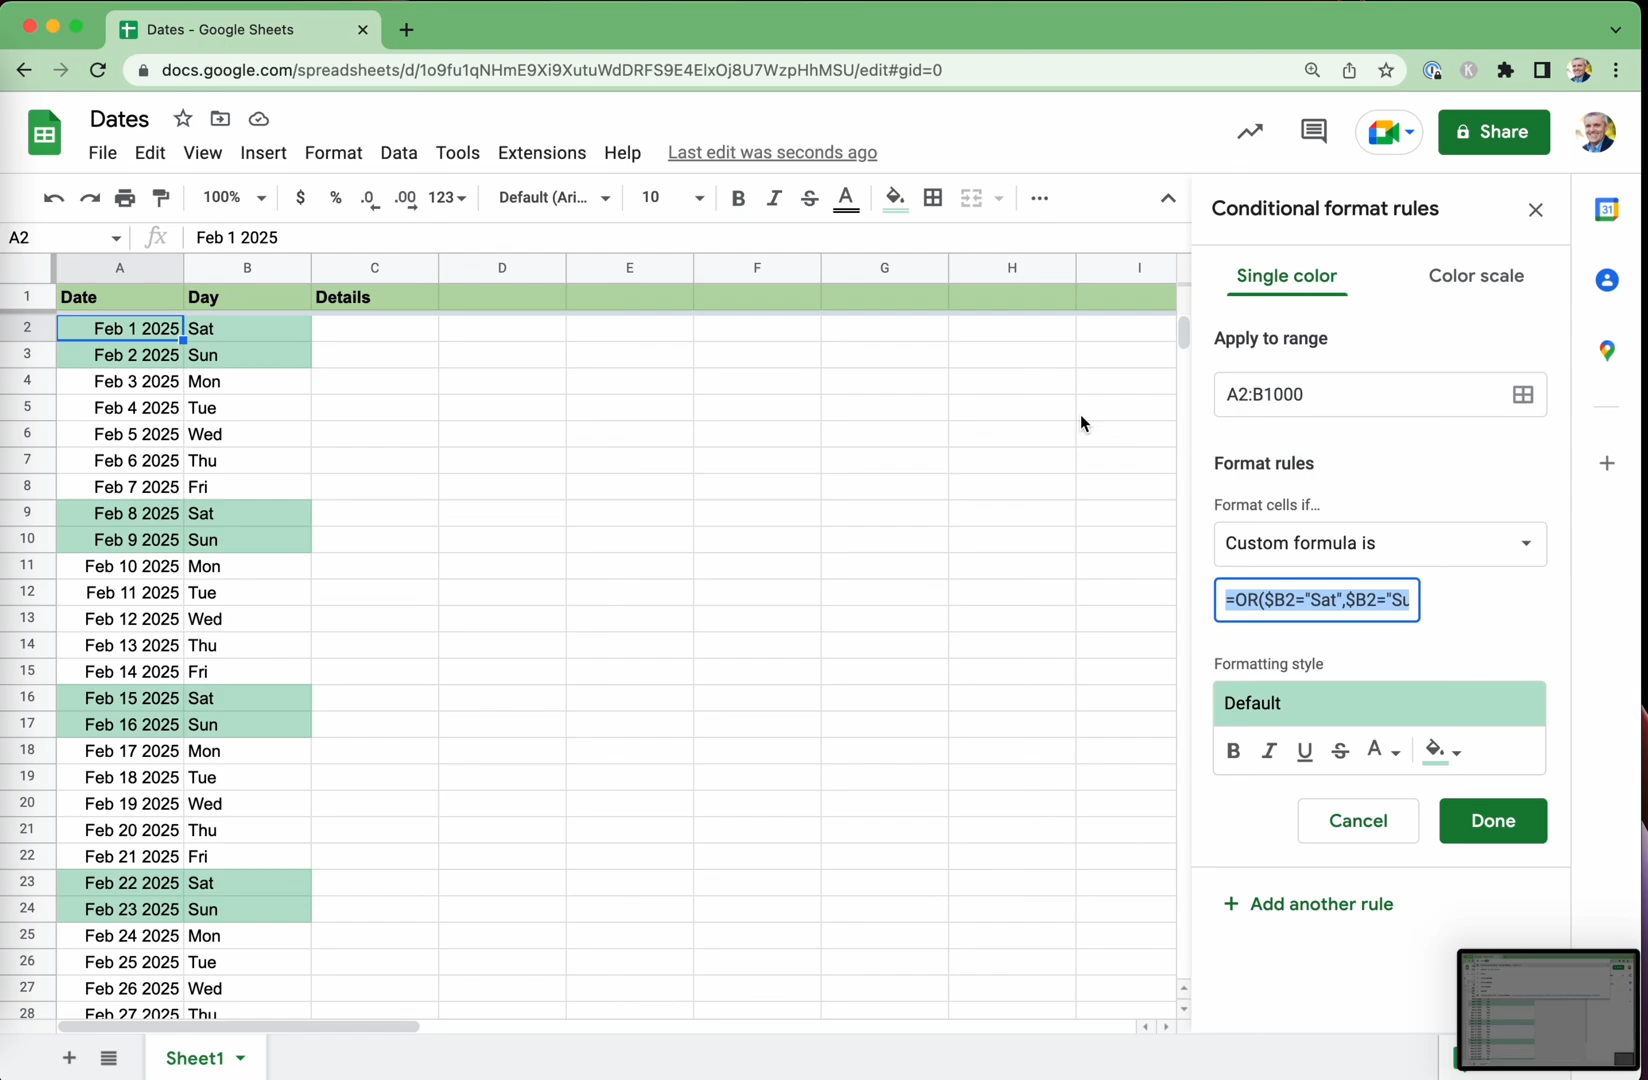 Dates - Google Sheets
docs.google.com/spreadsheets/d/1o9fu1qNHmE9Xi9XutuWdDRFS9E4ElxOj8U7WzpHhMSU/edit#gid=0
Dates
Share
File Edit View Insert Format Data Tools Extensions Help Last edit was seconds ago
100% $ % .0 .00 123 Default (Ari... 10 B I S A
A2 fx Feb 1 2025
A B C D E F G H I
1 Date Day Details
2 Feb 1 2025 Sat
3 Feb 2 2025 Sun
4 Feb 3 2025 Mon
5 Feb 4 2025 Tue
6 Feb 5 2025 Wed
7 Feb 6 2025 Thu
8 Feb 7 2025 Fri
9 Feb 8 2025 Sat
10 Feb 9 2025 Sun
11 Feb 10 2025 Mon
12 Feb 11 2025 Tue
13 Feb 12 2025 Wed
14 Feb 13 2025 Thu
15 Feb 14 2025 Fri
16 Feb 15 2025 Sat
17 Feb 16 2025 Sun
18 Feb 17 2025 Mon
19 Feb 18 2025 Tue
20 Feb 19 2025 Wed
21 Feb 20 2025 Thu
22 Feb 21 2025 Fri
23 Feb 22 2025 Sat
24 Feb 23 2025 Sun
25 Feb 24 2025 Mon
26 Feb 25 2025 Tue
27 Feb 26 2025 Wed
28 Feb 27 2025 Thu
Sheet1
Conditional format rules
Single color Color scale
Apply to range
A2:B1000
Format rules
Format cells if...
Custom formula is
=OR($B2="Sat",$B2="Su
Formatting style
Default
B I U S A
Cancel Done
+ Add another rule
31
K